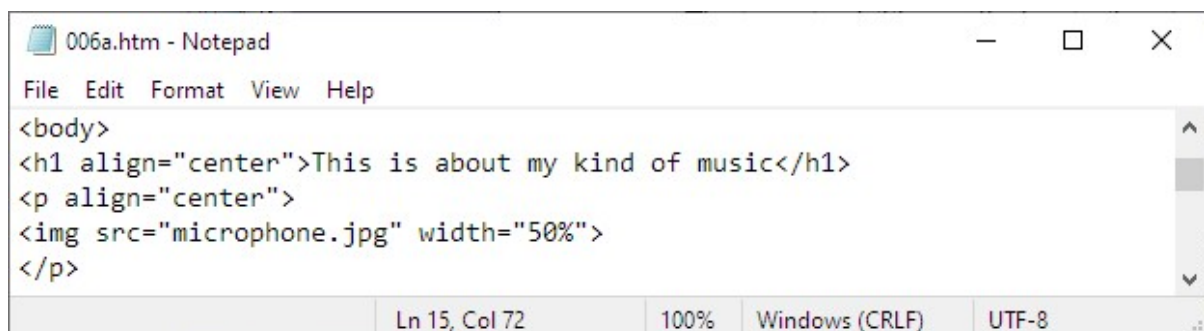 006a.htm - Notepad
File Edit Format View Help
<body>
<h1 align="center">This is about my kind of music</h1>
<p align="center">
<img src="microphone.jpg" width="50%">
</p>
Ln 15, Col 72 100% Windows (CRLF) UTF-8